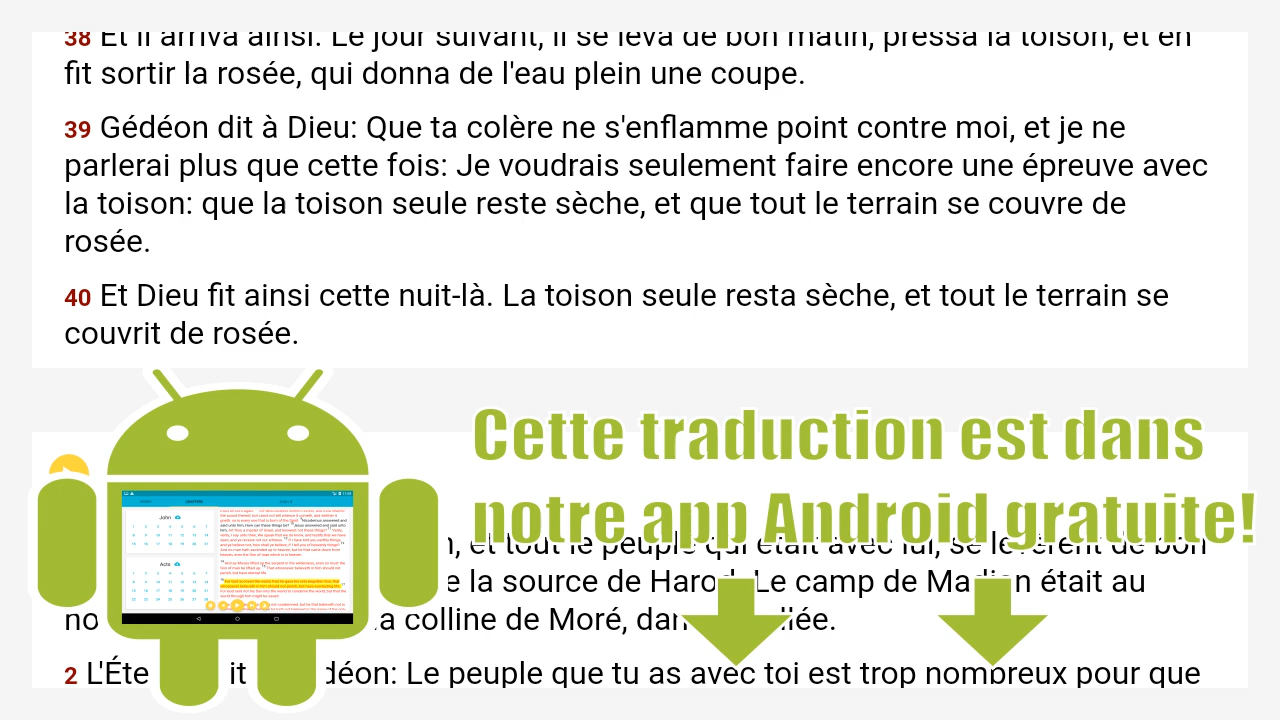 38 Et il arriva ainsi. Le jour suivant, il se leva de bon matin, pressa la toison, et en
fit sortir la rosée, qui donna de l'eau plein une coupe.
39 Gédéon dit à Dieu: Que ta colère ne s'enflamme point contre moi, et je ne
parlerai plus que cette fois: Je voudrais seulement faire encore une épreuve avec
la toison: que la toison seule reste sèche, et que tout le terrain se couvre de
rosée.
40 Et Dieu fit ainsi cette nuit-là. La toison seule resta sèche, et tout le terrain se
couvrit de rosée.
Cette traduction est dans
notre app Android gratuite!
et tout le peuple qui était avec lui, se levèrent de bon
la source de Harod. Le camp de Madian était au
colline de Moré, dans
2 L'Éte it déon: Le peuple que tu as avec toi est trop nombreux pour que
John
Acts